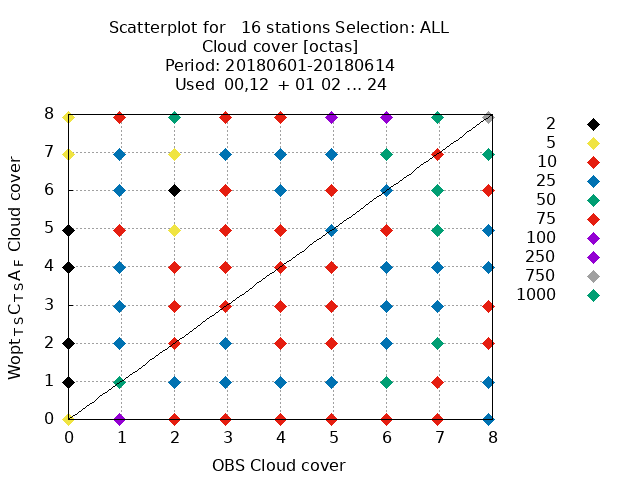 Scatterplot for 16 stations Selection: ALL
Cloud cover [octas]
Period: 20180601-20180614
Used 00,12 + 01 02 ... 24
8
7
6
5
4
3
2
1
0
0 1 2 3 4 5 6 7 8
OBS Cloud cover
Wopt T S C T S A F Cloud cover
2
5
10
25
50
75
100
250
750
1000